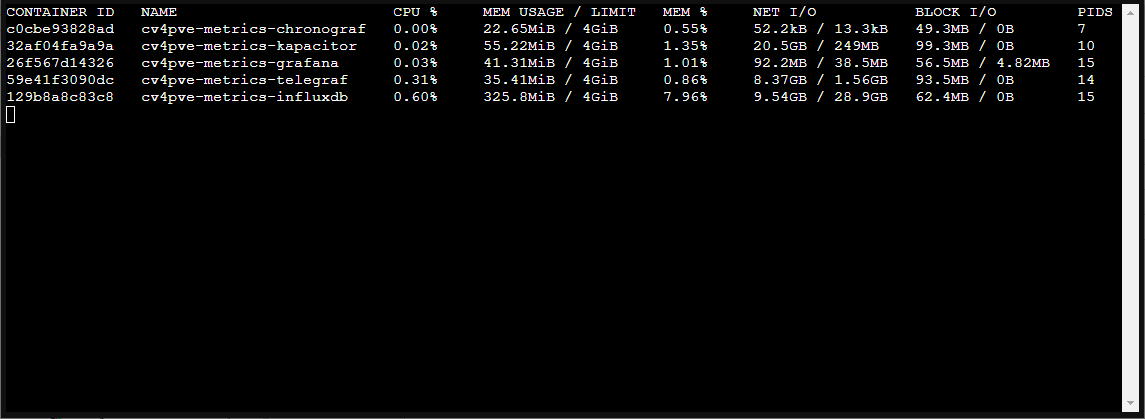 CONTAINER ID   NAME                        CPU %     MEM USAGE / LIMIT   MEM %     NET I/O           BLOCK I/O         PIDS
c0cbe93828ad   cv4pve-metrics-chronograf   0.00%     22.65MiB / 4GiB     0.55%     52.2kB / 13.3kB   49.3MB / 0B       7
32af04fa9a9a   cv4pve-metrics-kapacitor    0.02%     55.22MiB / 4GiB     1.35%     20.5GB / 249MB    99.3MB / 0B       10
26f567d14326   cv4pve-metrics-grafana      0.03%     41.31MiB / 4GiB     1.01%     92.2MB / 38.5MB   56.5MB / 4.82MB   15
59e41f3090dc   cv4pve-metrics-telegraf     0.31%     35.41MiB / 4GiB     0.86%     8.37GB / 1.56GB   93.5MB / 0B       14
129b8a8c83c8   cv4pve-metrics-influxdb     0.60%     325.8MiB / 4GiB     7.96%     9.54GB / 28.9GB   62.4MB / 0B       15